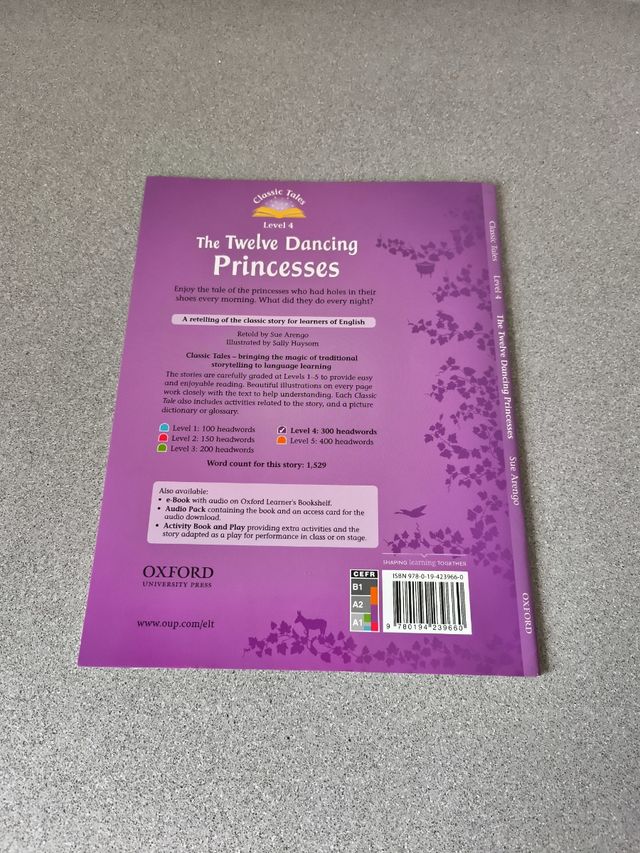 Classic Tales
Level 4
The Twelve Dancing
Princesses
Enjoy the tale of the princesses who had holes in their
shoes every morning. What did they do every night?
A retelling of the classic story for learners of English
Retold by Sue Arengo
Illustrated by Sally Haysom
Classic Tales – bringing the magic of traditional
storytelling to language learning
The stories are carefully graded at Levels 1–5 to provide easy
and enjoyable reading. Beautiful illustrations on every page
work closely with the text to help understanding. Each Classic
Tale also includes activities related to the story, and a picture
dictionary or glossary.
Level 1: 100 headwords
Level 2: 150 headwords
Level 3: 200 headwords
Level 4: 300 headwords
Level 5: 400 headwords
Word count for this story: 1,529
Also available:
• e-Book with audio on Oxford Learner's Bookshelf.
• Audio Pack containing the book and an access card for the
audio download.
• Activity Book and Play providing extra activities and the
story adapted as a play for performance in class or on stage.
SHAPING learning TOGETHER
OXFORD
UNIVERSITY PRESS
www.oup.com/elt
CEFR
B1
A2
A1
ISBN 978-0-19-423966-0
9 780194 239660
Classic Tales Level 4 The Twelve Dancing Princesses Sue Arengo OXFORD